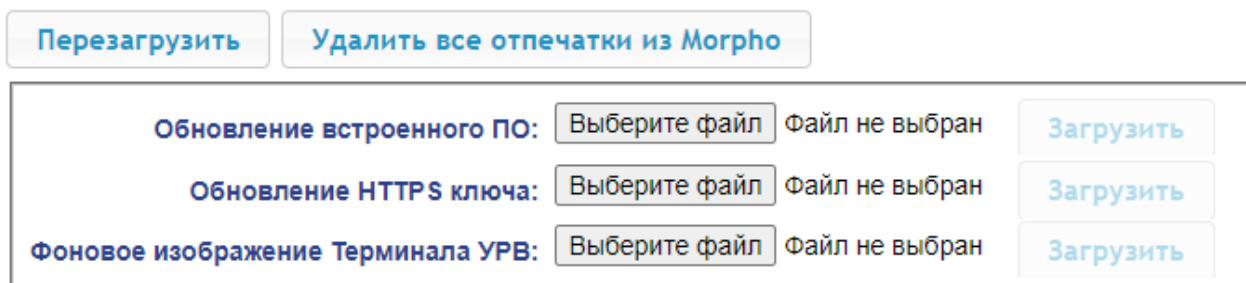 Перезагрузить Удалить все отпечатки из Morpho
Обновление встроенного ПО: Выберите файл Файл не выбран Загрузить
Обновление HTTPS ключа: Выберите файл Файл не выбран Загрузить
Фоновое изображение Терминала УРВ: Выберите файл Файл не выбран Загрузить